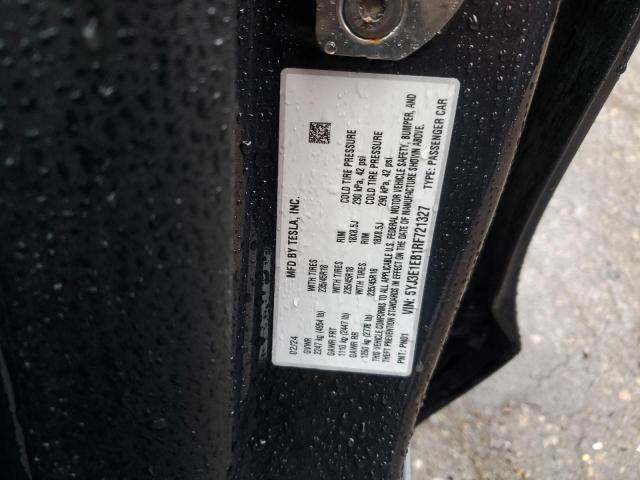 MFD BY TESLA, INC.
02/24
GVWR
2247 kg (4954 lb)
WITH TIRES
235/45R18
RIM
18X8.5J
COLD TIRE PRESSURE
290 kPa, 42 psi
GAWR FRT
1110 kg (2447 lb)
WITH TIRES
235/45R18
RIM
18X8.5J
COLD TIRE PRESSURE
290 kPa, 42 psi
GAWR RR
1260 kg (2778 lb)
THIS VEHICLE CONFORMS TO ALL APPLICABLE U.S. FEDERAL MOTOR VEHICLE SAFETY, BUMPER, AND
THEFT PREVENTION STANDARDS IN EFFECT ON THE DATE OF MANUFACTURE SHOWN ABOVE.
VIN: 5YJ3E1EB1RF721327
TYPE: PASSENGER CAR
PNT: PN01